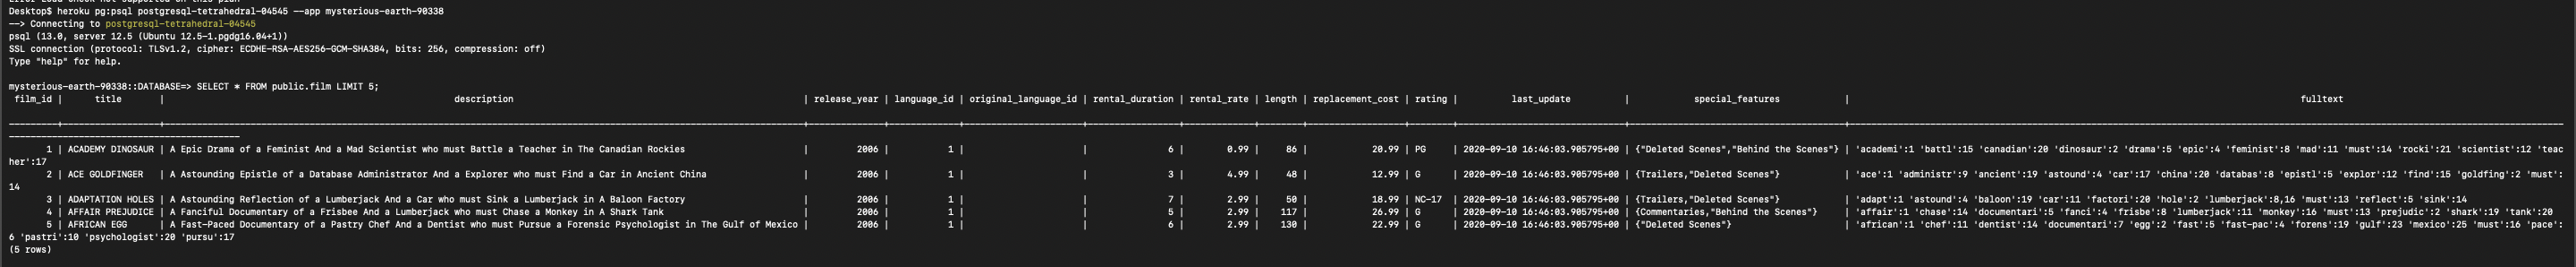 Desktop$ heroku pg:psql postgresql-tetrahedral-04545 --app mysterious-earth-90338
--> Connecting to postgresql-tetrahedral-04545
psql (13.0, server 12.5 (Ubuntu 12.5-1.pgdg16.04+1))
SSL connection (protocol: TLSv1.2, cipher: ECDHE-RSA-AES256-GCM-SHA384, bits: 256, compression: off)
Type "help" for help.
mysterious-earth-90338::DATABASE=> SELECT * FROM public.film LIMIT 5;
film_id | title | description | release_year | language_id | original_language_id | rental_duration | rental_rate | length | replacement_cost | rating | last_update | special_features | fulltext
1 | ACADEMY DINOSAUR | A Epic Drama of a Feminist And a Mad Scientist who must Battle a Teacher in The Canadian Rockies | 2006 | 1 | | 6 | 0.99 | 86 | 20.99 | PG | 2020-09-10 16:46:03.905795+00 | {"Deleted Scenes","Behind the Scenes"} | 'academi':1 'battl':15 'canadian':20 'dinosaur':2 'drama':5 'epic':4 'feminist':8 'mad':11 'must':14 'rocki':21 'scientist':12 'teac
her':17
2 | ACE GOLDFINGER | A Astounding Epistle of a Database Administrator And a Explorer who must Find a Car in Ancient China | 2006 | 1 | | 3 | 4.99 | 48 | 12.99 | G | 2020-09-10 16:46:03.905795+00 | {Trailers,"Deleted Scenes"} | 'ace':1 'administr':9 'ancient':19 'astound':4 'car':17 'china':20 'databas':8 'epistl':5 'explor':12 'find':15 'goldfing':2 'must':
14
3 | ADAPTATION HOLES | A Astounding Reflection of a Lumberjack And a Car who must Sink a Lumberjack in A Baloon Factory | 2006 | 1 | | 7 | 2.99 | 50 | 18.99 | NC-17 | 2020-09-10 16:46:03.905795+00 | {Trailers,"Deleted Scenes"} | 'adapt':1 'astound':4 'baloon':19 'car':11 'factori':20 'hole':2 'lumberjack':8,16 'must':13 'reflect':5 'sink':14
4 | AFFAIR PREJUDICE | A Fanciful Documentary of a Frisbee And a Lumberjack who must Chase a Monkey in A Shark Tank | 2006 | 1 | | 5 | 2.99 | 117 | 26.99 | G | 2020-09-10 16:46:03.905795+00 | {Commentaries,"Behind the Scenes"} | 'affair':1 'chase':14 'documentari':5 'fanci':4 'frisbe':8 'lumberjack':11 'monkey':16 'must':13 'prejudic':2 'shark':19 'tank':20
5 | AFRICAN EGG | A Fast-Paced Documentary of a Pastry Chef And a Dentist who must Pursue a Forensic Psychologist in The Gulf of Mexico | 2006 | 1 | | 6 | 2.99 | 130 | 22.99 | G | 2020-09-10 16:46:03.905795+00 | {"Deleted Scenes"} | 'african':1 'chef':11 'dentist':14 'documentari':7 'egg':2 'fast':5 'fast-pac':4 'forens':19 'gulf':23 'mexico':25 'must':16 'pace':
6 'pastri':10 'psychologist':20 'pursu':17
(5 rows)